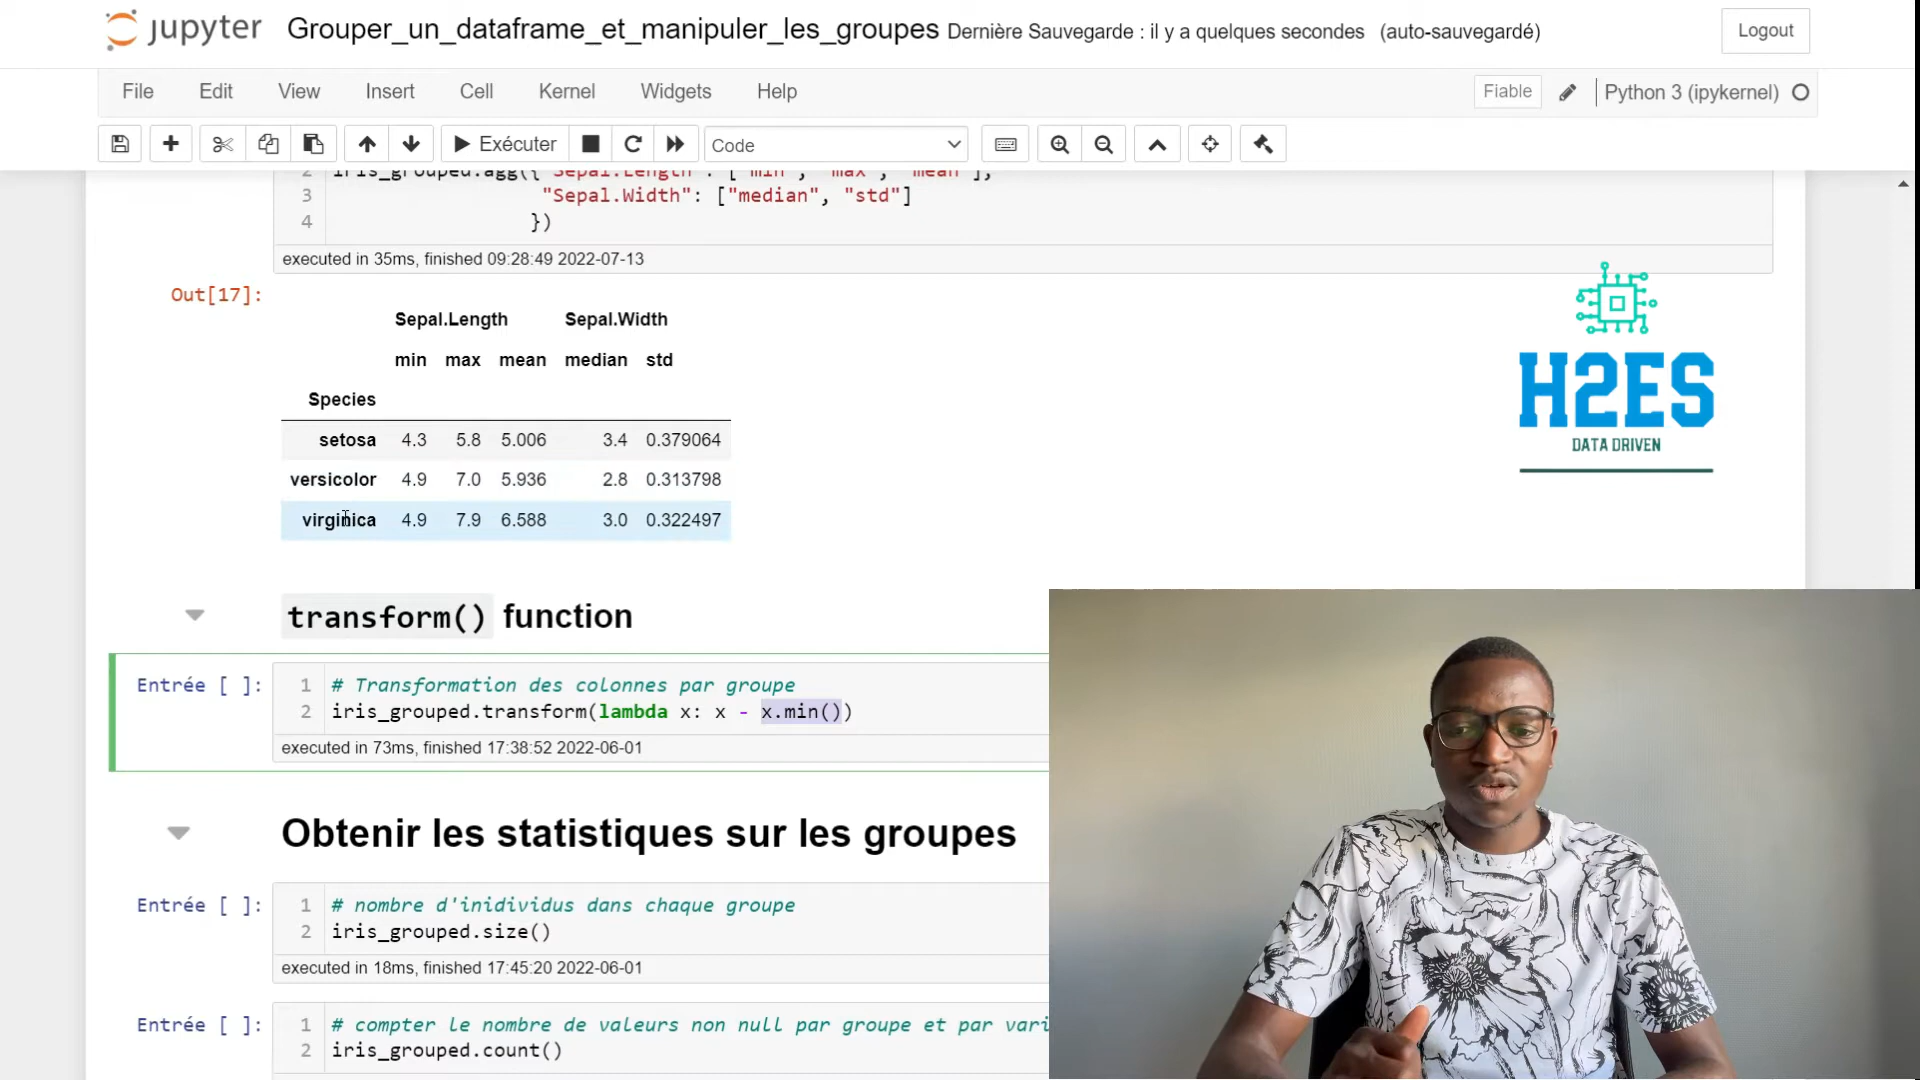 jupyter Grouper_un_dataframe_et_manipuler_les_groupes Dernière Sauvegarde : il y a quelques secondes (auto-sauvegardé) Logout
File Edit View Insert Cell Kernel Widgets Help Fiable Python 3 (ipykernel)
Exécuter Code
2 iris_grouped.agg({"Sepal.Length": ["min", "max", "mean"],
3 "Sepal.Width": ["median", "std"]
4 })
executed in 35ms, finished 09:28:49 2022-07-13
Out[17]:
Sepal.Length Sepal.Width
min max mean median std
Species
setosa 4.3 5.8 5.006 3.4 0.379064
versicolor 4.9 7.0 5.936 2.8 0.313798
virginica 4.9 7.9 6.588 3.0 0.322497
H2ES
DATA DRIVEN
transform() function
Entrée [ ]: 1 # Transformation des colonnes par groupe
2 iris_grouped.transform(lambda x: x - x.min())
executed in 73ms, finished 17:38:52 2022-06-01
Obtenir les statistiques sur les groupes
Entrée [ ]: 1 # nombre d'inidividus dans chaque groupe
2 iris_grouped.size()
executed in 18ms, finished 17:45:20 2022-06-01
Entrée [ ]: 1 # compter le nombre de valeurs non null par groupe et par vari
2 iris_grouped.count()